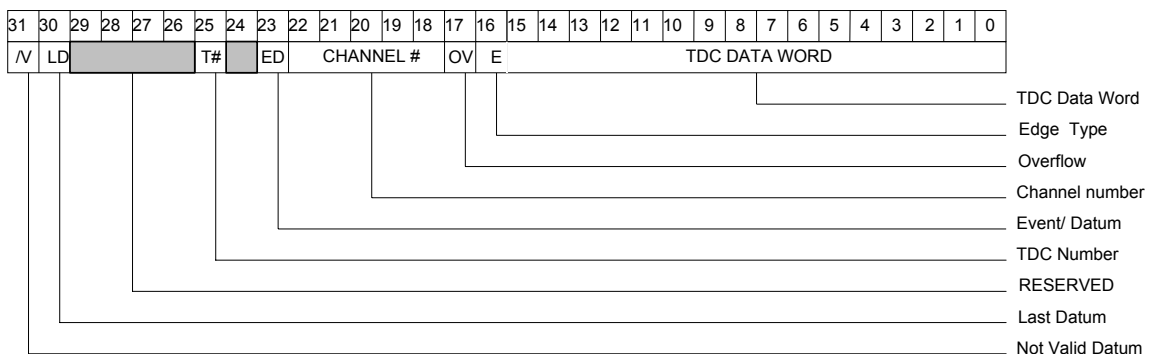 31 30 29 28 27 26 25 24 23 22 21 20 19 18 17 16 15 14 13 12 11 10 9 8 7 6 5 4 3 2 1 0
/V LD T# ED CHANNEL # OV E TDC DATA WORD
TDC Data Word
Edge Type
Overflow
Channel number
Event/ Datum
TDC Number
RESERVED
Last Datum
Not Valid Datum